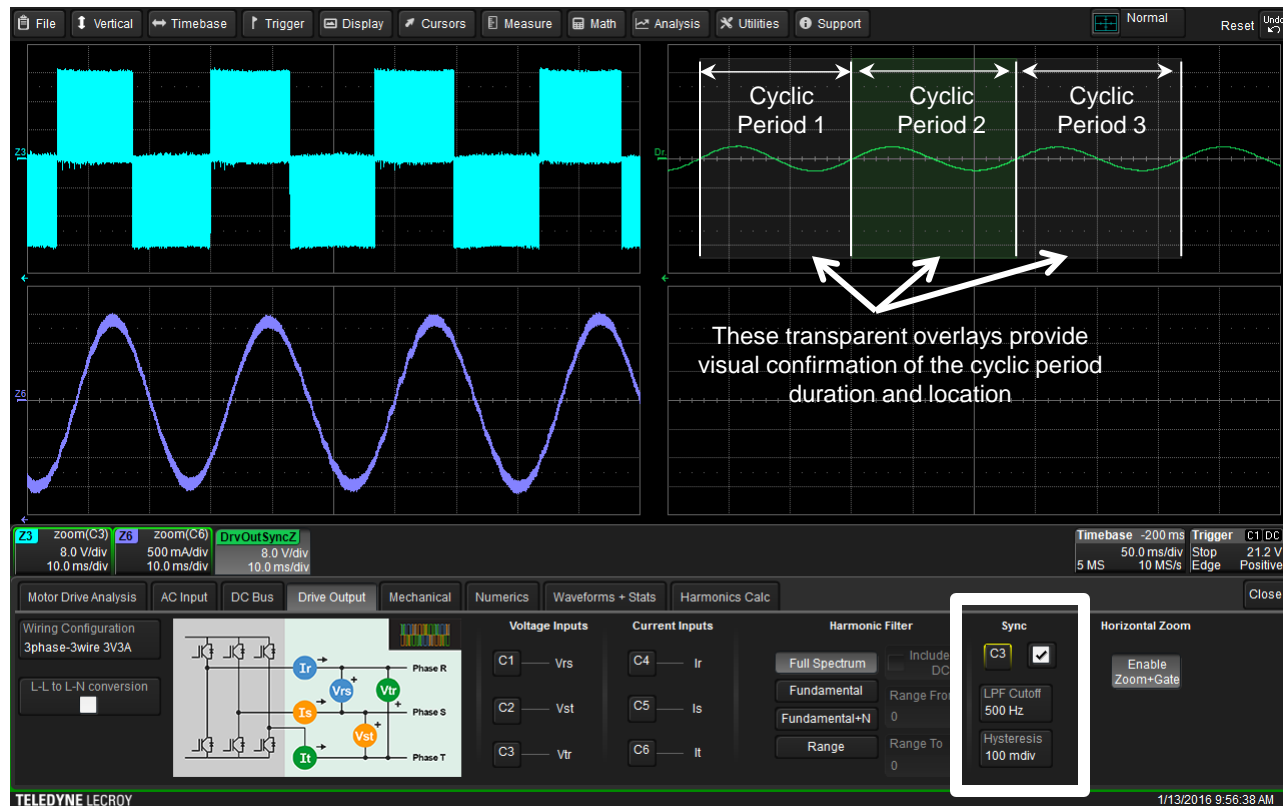 File Vertical Timebase Trigger Display Cursors Measure Math Analysis Utilities Support Normal Reset Undo
Z3
Dr
Cyclic Period 1
Cyclic Period 2
Cyclic Period 3
These transparent overlays provide
visual confirmation of the cyclic period
duration and location
Z6
Z3 zoom(C3) Z6 zoom(C6) DrvOutSyncZ
8.0 V/div 500 mA/div 8.0 V/div
10.0 ms/div 10.0 ms/div 10.0 ms/div
Timebase -200 ms Trigger C1 DC
50.0 ms/div Stop 21.2 V
5 MS 10 MS/s Edge Positive
Motor Drive Analysis AC Input DC Bus Drive Output Mechanical Numerics Waveforms + Stats Harmonics Calc Close
Wiring Configuration
3phase-3wire 3V3A
L-L to L-N conversion
Ir Phase R
Vrs Vtr
Is Phase S
Vst
It Phase T
Voltage Inputs
C1 Vrs
C2 Vst
C3 Vtr
Current Inputs
C4 Ir
C5 Is
C6 It
Harmonic Filter
Full Spectrum
Fundamental
Fundamental+N
Range
Include
DC
Range From
0
Range To
0
Sync
C3
LPF Cutoff
500 Hz
Hysteresis
100 mdiv
Horizontal Zoom
Enable
Zoom+Gate
TELEDYNE LECROY
1/13/2016 9:56:38 AM